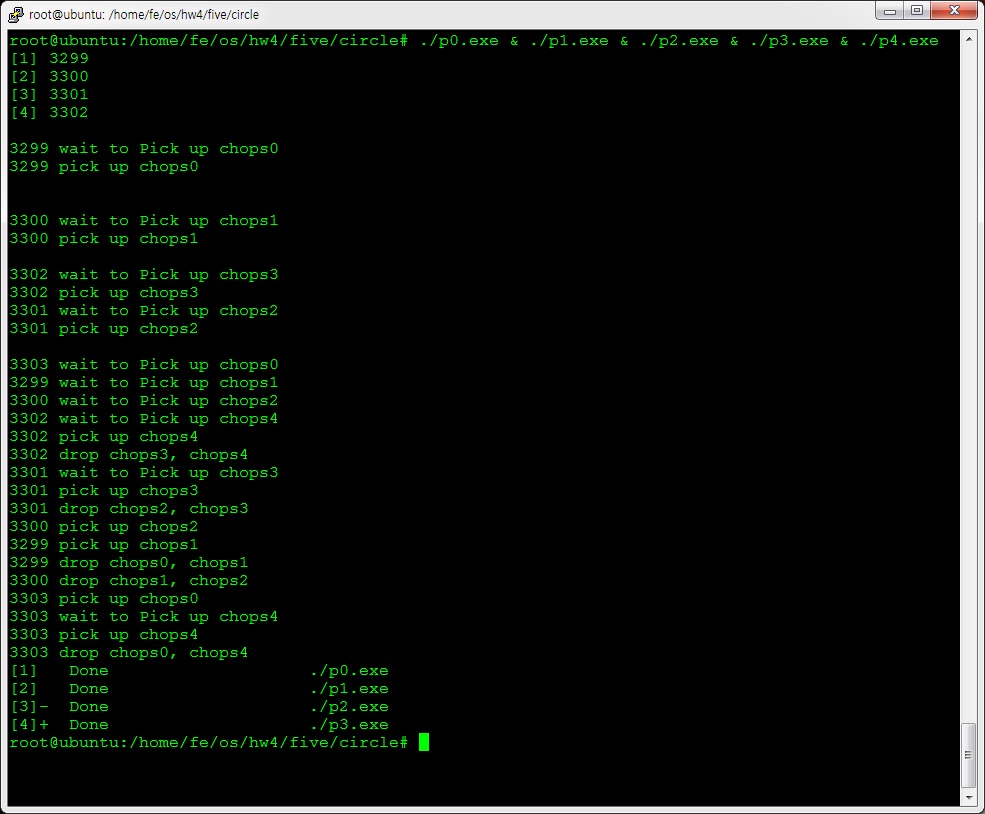 root@ubuntu: /home/fe/os/hw4/five/circle
root@ubuntu:/home/fe/os/hw4/five/circle# ./p0.exe & ./p1.exe & ./p2.exe & ./p3.exe & ./p4.exe
[1] 3299
[2] 3300
[3] 3301
[4] 3302
3299 wait to Pick up chops0
3299 pick up chops0
3300 wait to Pick up chops1
3300 pick up chops1
3302 wait to Pick up chops3
3302 pick up chops3
3301 wait to Pick up chops2
3301 pick up chops2
3303 wait to Pick up chops0
3299 wait to Pick up chops1
3300 wait to Pick up chops2
3302 wait to Pick up chops4
3302 pick up chops4
3302 drop chops3, chops4
3301 wait to Pick up chops3
3301 pick up chops3
3301 drop chops2, chops3
3300 pick up chops2
3299 pick up chops1
3299 drop chops0, chops1
3300 drop chops1, chops2
3303 pick up chops0
3303 wait to Pick up chops4
3303 pick up chops4
3303 drop chops0, chops4
[1]   Done                    ./p0.exe
[2]   Done                    ./p1.exe
[3]-  Done                    ./p2.exe
[4]+  Done                    ./p3.exe
root@ubuntu:/home/fe/os/hw4/five/circle#